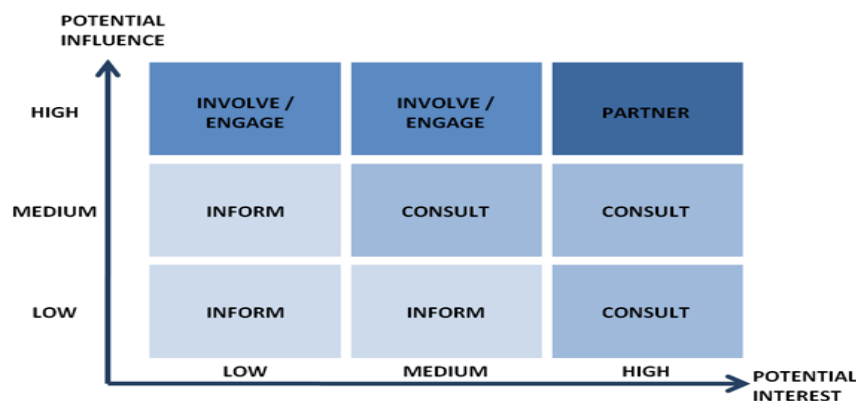 POTENTIAL
INFLUENCE
HIGH
INVOLVE /
ENGAGE
INVOLVE /
ENGAGE
PARTNER
MEDIUM
INFORM
CONSULT
CONSULT
LOW
INFORM
INFORM
CONSULT
LOW
MEDIUM
HIGH
POTENTIAL
INTEREST